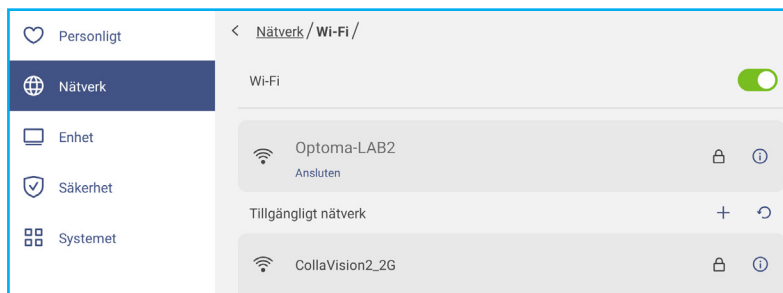 Personligt
Nätverk
Enhet
Säkerhet
Systemet
Nätverk / Wi-Fi /
Wi-Fi
Optoma-LAB2
Ansluten
Tillgängligt nätverk
CollaVision2_2G